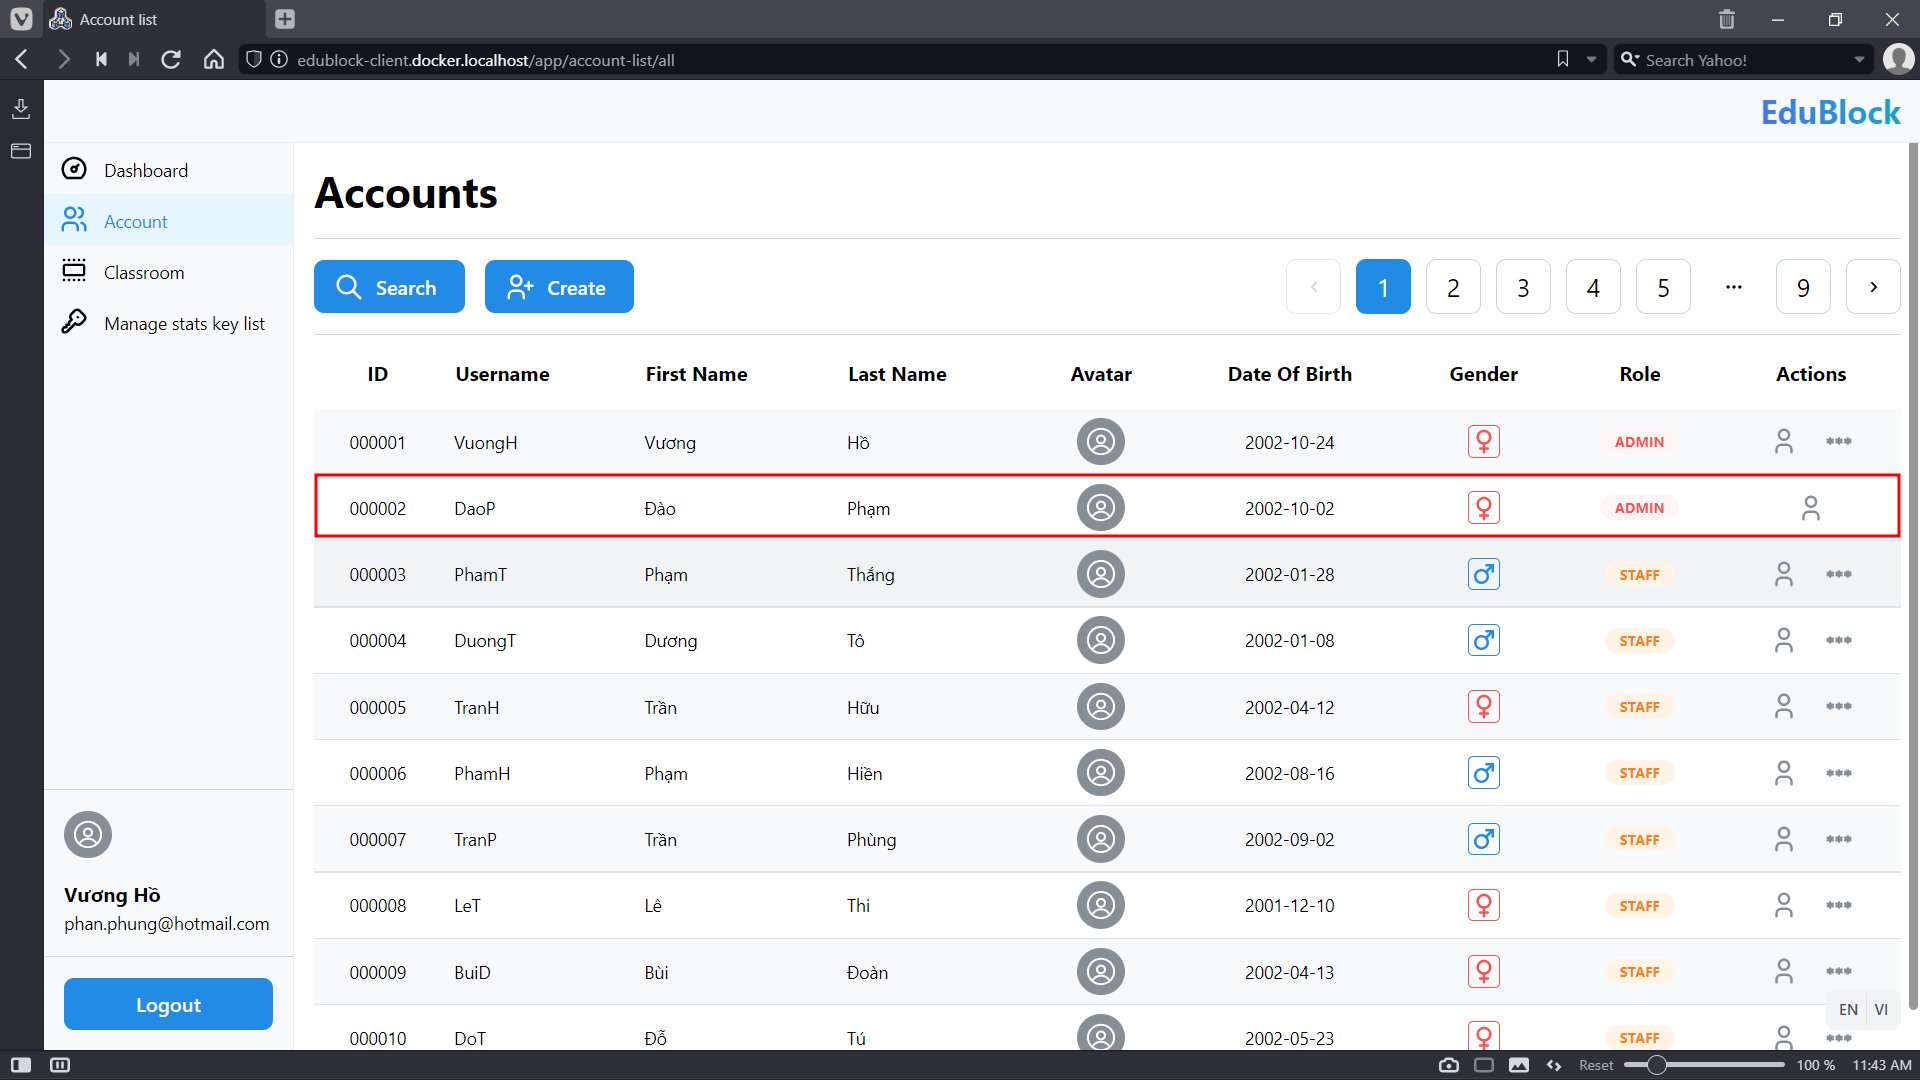 Account list
edublock-client.docker.localhost/app/account-list/all
Search Yahoo!
EduBlock
Dashboard
Account
Classroom
Manage stats key list
Vương Hồ
phan.phung@hotmail.com
Logout
Accounts
Search Create 1 2 3 4 5 ••• 9
ID Username First Name Last Name Avatar Date Of Birth Gender Role Actions
000001 VuongH Vương Hồ 2002-10-24 ADMIN
000002 DaoP Đào Phạm 2002-10-02 ADMIN
000003 PhamT Phạm Thắng 2002-01-28 STAFF
000004 DuongT Dương Tô 2002-01-08 STAFF
000005 TranH Trần Hữu 2002-04-12 STAFF
000006 PhamH Phạm Hiền 2002-08-16 STAFF
000007 TranP Trần Phùng 2002-09-02 STAFF
000008 LeT Lê Thi 2001-12-10 STAFF
000009 BuiD Bùi Đoàn 2002-04-13 STAFF
000010 DoT Đỗ Tú 2002-05-23 STAFF
EN VI
Reset 100 % 11:43 AM